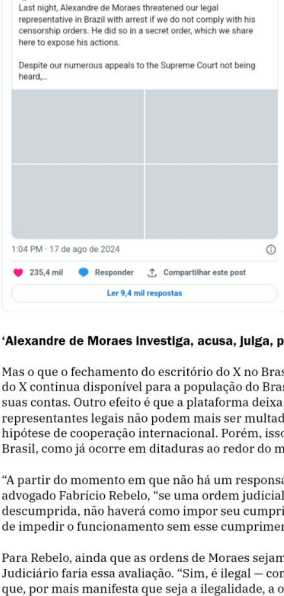 Last night, Alexandre de Moraes threatened our legal
representative in Brazil with arrest if we do not comply with his
censorship orders. He did so in a secret order, which we share
here to expose his actions.
Despite our numerous appeals to the Supreme Court not being
heard,...
1:04 PM · 17 de ago de 2024
235,4 mil Responder Compartilhar este post
Ler 9,4 mil respostas
‘Alexandre de Moraes investiga, acusa, julga, p
Mas o que o fechamento do escritório do X no Bras
do X continua disponível para a população do Bras
suas contas. Outro efeito é que a plataforma deixa
representantes legais não podem mais ser multad
hipótese de cooperação internacional. Porém, isso
Brasil, como já ocorre em ditaduras ao redor do m
“A partir do momento em que não há um responsá
advogado Fabrício Rebelo, “se uma ordem judicial
descumprida, não haverá como impor seu cumpri
de impedir o funcionamento sem esse cumprimer
Para Rebelo, ainda que as ordens de Moraes sejam
Judiciário faria essa avaliação. “Sim, é ilegal — con
que, por mais manifesta que seja a ilegalidade, a o